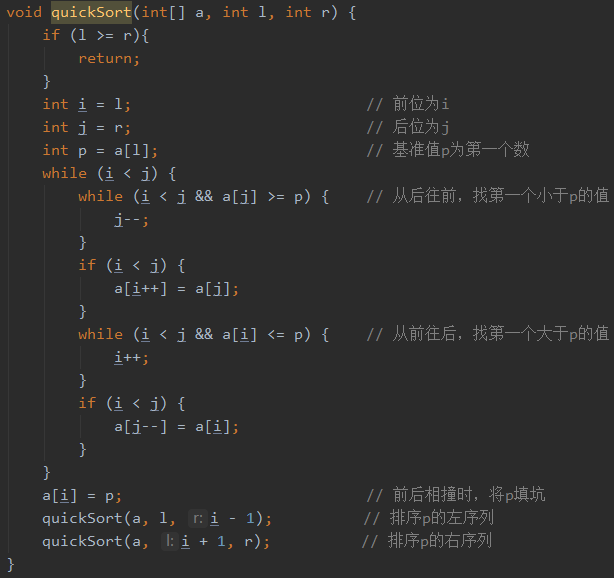 void quickSort(int[] a, int l, int r) {
    if (l >= r){
        return;
    }
    int i = l;                          // 前位为i
    int j = r;                          // 后位为j
    int p = a[l];                       // 基准值p为第一个数
    while (i < j) {
        while (i < j && a[j] >= p) {    // 从后往前，找第一个小于p的值
            j--;
        }
        if (i < j) {
            a[i++] = a[j];
        }
        while (i < j && a[i] <= p) {    // 从前往后，找第一个大于p的值
            i++;
        }
        if (i < j) {
            a[j--] = a[i];
        }
    }
    a[i] = p;                           // 前后相撞时，将p填坑
    quickSort(a, l, r: i - 1);          // 排序p的左序列
    quickSort(a, l: i + 1, r);          // 排序p的右序列
}